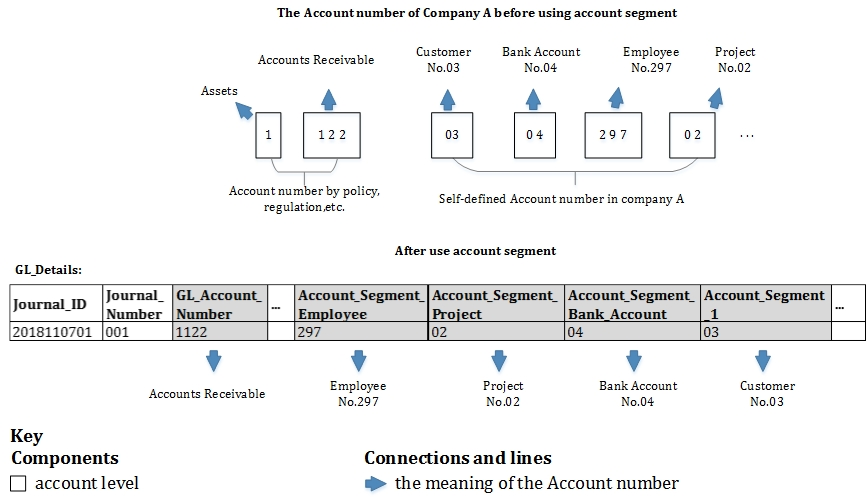 The Account number of Company A before using account segment
Assets
Accounts Receivable
Customer
No.03
Bank Account
No.04
Employee
No.297
Project
No.02
1
1 2 2
03
0 4
2 9 7
0 2
...
Account number by policy,
regulation,etc.
Self-defined Account number in company A
After use account segment
GL_Details:
Journal_ID
Journal_
Number
GL_Account_
Number
...
Account_Segment_
Employee
Account_Segment_
Project
Account_Segment_
Bank_Account
Account_Segment
_1
...
2018110701
001
1122
297
02
04
03
Accounts Receivable
Employee
No.297
Project
No.02
Bank Account
No.04
Customer
No.03
Key
Components
account level
Connections and lines
the meaning of the Account number